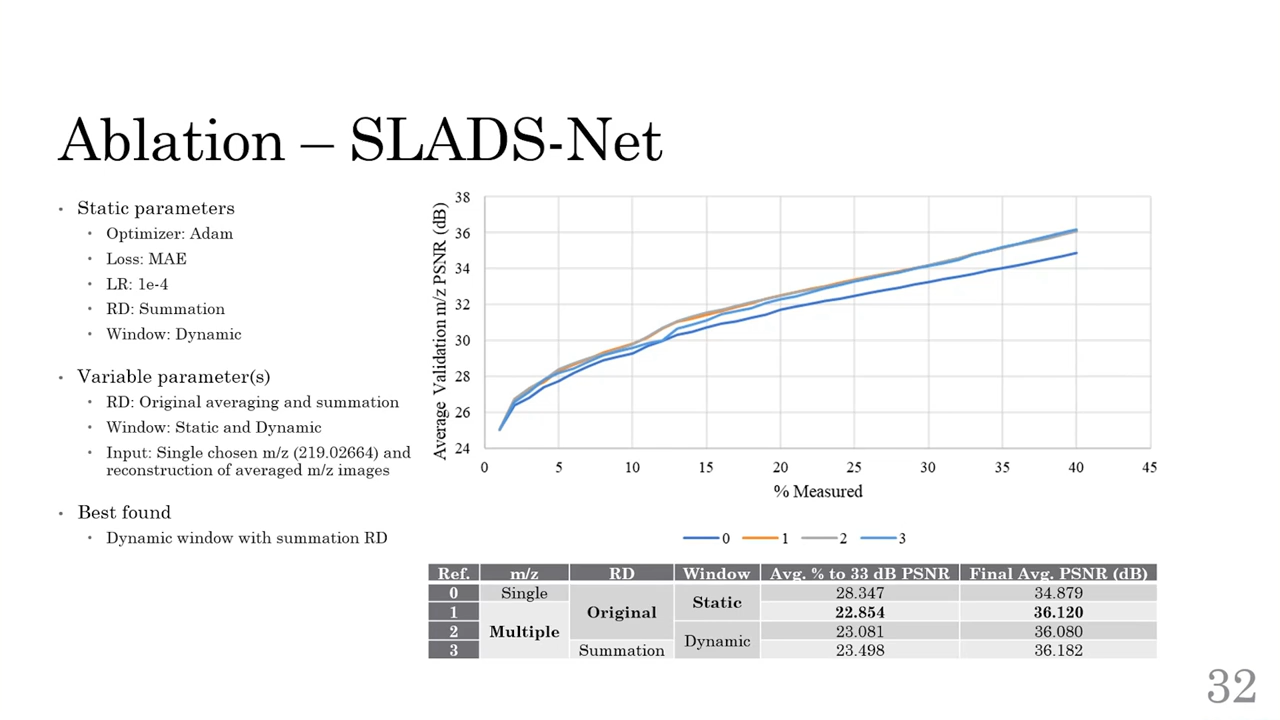 Ablation – SLADS-Net
• Static parameters
• Optimizer: Adam
• Loss: MAE
• LR: 1e-4
• RD: Summation
• Window: Dynamic
• Variable parameter(s)
• RD: Original averaging and summation
• Window: Static and Dynamic
• Input: Single chosen m/z (219.02664) and
reconstruction of averaged m/z images
• Best found
• Dynamic window with summation RD
Average Validation m/z PSNR (dB)
38
36
34
32
30
28
26
24
0 5 10 15 20 25 30 35 40 45
% Measured
0 1 2 3
Ref. m/z RD Window Avg. % to 33 dB PSNR Final Avg. PSNR (dB)
0 Single Original Static 28.347 34.879
1 Multiple 22.854 36.120
2 Dynamic 23.081 36.080
3 Summation 23.498 36.182
32